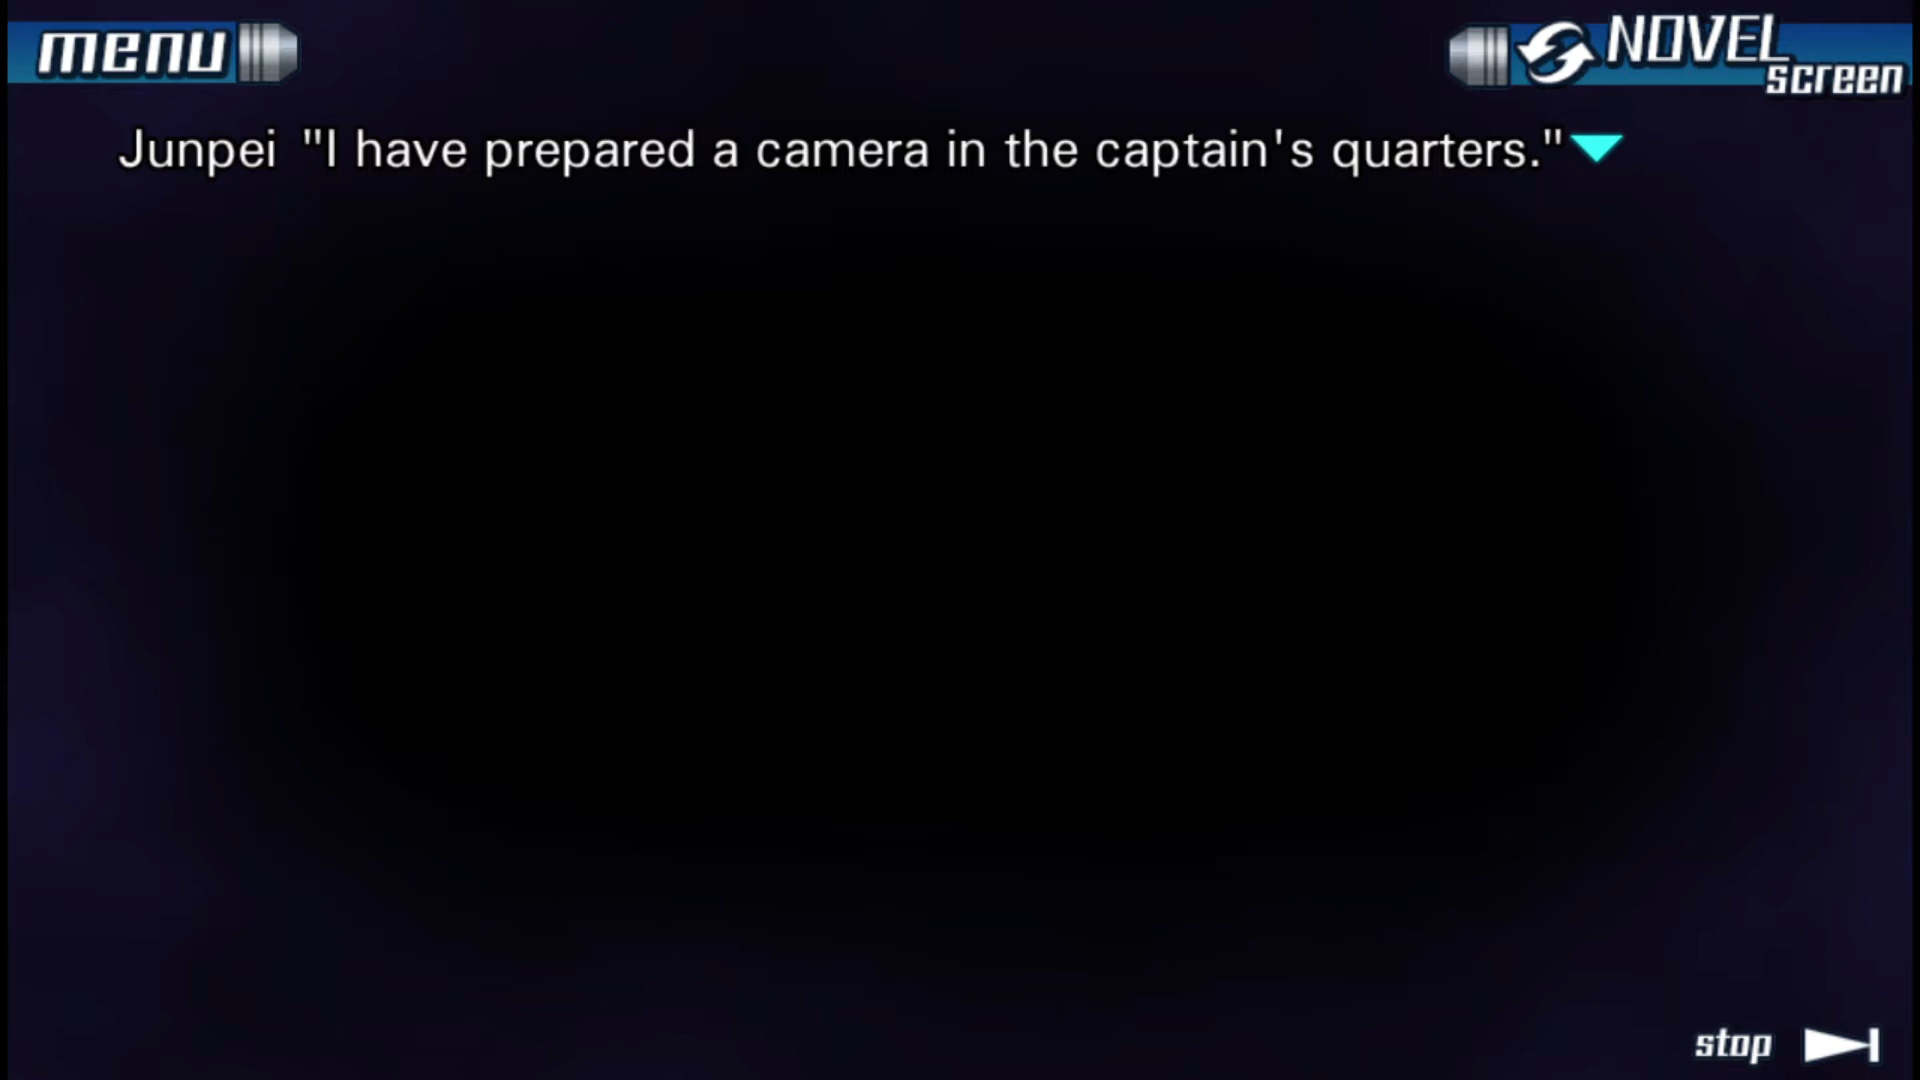 menu
NOVEL
screen
Junpei "I have prepared a camera in the captain's quarters."
stop